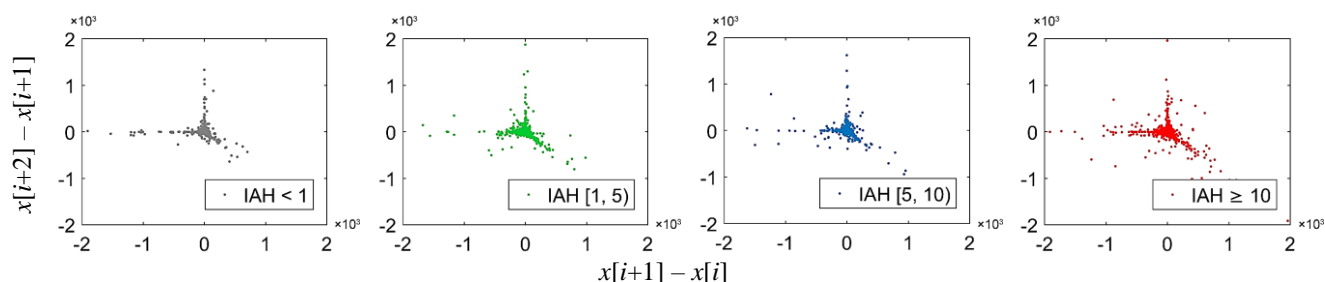 ×10³ ×10³ ×10³ ×10³
2 2 2 2
1 1 1 1
0 0 0 0
-1 -1 -1 -1
-2 -2 -2 -2
x[i+2] – x[i+1]
IAH < 1
IAH [1, 5)
IAH [5, 10)
IAH ≥ 10
×10³ ×10³ ×10³ ×10³
-2 -1 0 1 2 -2 -1 0 1 2 -2 -1 0 1 2 -2 -1 0 1 2
x[i+1] – x[i]